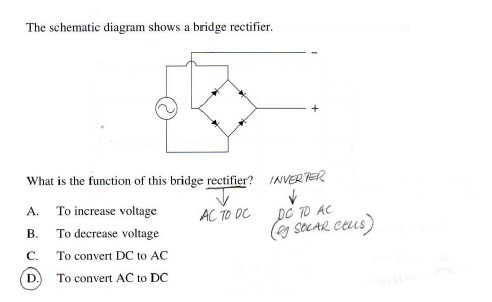 The schematic diagram shows a bridge rectifier.
−
+
What is the function of this bridge rectifier? INVERTER
A. To increase voltage AC TO DC DC TO AC
B. To decrease voltage (eg SOLAR CELLS)
C. To convert DC to AC
D. To convert AC to DC